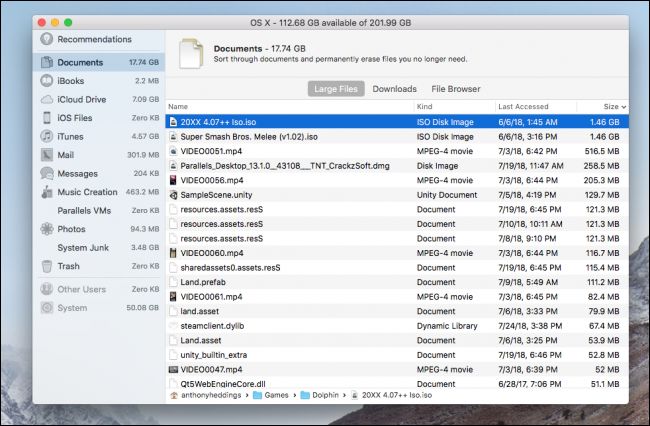 OS X - 112.68 GB available of 201.99 GB
Recommendations
Documents 17.74 GB
iBooks 2.2 MB
iCloud Drive 7.09 GB
iOS Files Zero KB
iTunes 4.57 GB
Mail 301.9 MB
Messages 204 KB
Music Creation 463.2 MB
Parallels VMs Zero KB
Photos 94.3 MB
System Junk 3.48 GB
Trash Zero KB
Other Users Zero KB
System 50.08 GB
Documents - 17.74 GB
Sort through documents and permanently erase files you no longer need.
Large Files Downloads File Browser
Name Kind Last Accessed Size
20XX 4.07++ Iso.iso ISO Disk Image 6/6/18, 1:45 AM 1.46 GB
Super Smash Bros. Melee (v1.02).iso ISO Disk Image 6/6/18, 3:16 PM 1.46 GB
VIDEO0051.mp4 MPEG-4 movie 7/3/18, 6:42 PM 516.5 MB
Parallels_Desktop_13.1.0__43108___TNT_CrackzSoft.dmg Disk Image 7/19/18, 11:47 AM 258.5 MB
VIDEO0056.mp4 MPEG-4 movie 7/3/18, 6:44 PM 205.3 MB
SampleScene.unity Unity Document 7/5/18, 4:19 PM 129.7 MB
resources.assets.resS Document 7/19/18, 6:45 PM 121.3 MB
resources.assets.resS Document 7/10/18, 10:11 AM 121.3 MB
resources.assets.resS Document 7/8/18, 9:10 PM 121.3 MB
VIDEO0060.mp4 MPEG-4 movie 7/3/18, 6:44 PM 116.7 MB
sharedassets0.assets.resS Document 7/19/18, 6:45 PM 115.4 MB
Land.prefab Document 7/9/18, 5:49 AM 111.2 MB
VIDEO0061.mp4 MPEG-4 movie 7/3/18, 6:45 PM 82.4 MB
land.asset Document 7/6/18, 3:33 PM 79.9 MB
steamclient.dylib Dynamic Library 7/24/18, 3:38 PM 67.4 MB
Land.asset Document 7/6/18, 3:25 PM 53.9 MB
unity_builtin_extra Document 7/19/18, 6:46 PM 52.8 MB
VIDEO0047.mp4 MPEG-4 movie 7/3/18, 6:39 PM 52 MB
Qt5WebEngineCore.dll Document 6/28/17, 7:06 PM 51.1 MB
anthonyheddings Games Dolphin 20XX 4.07++ Iso.iso